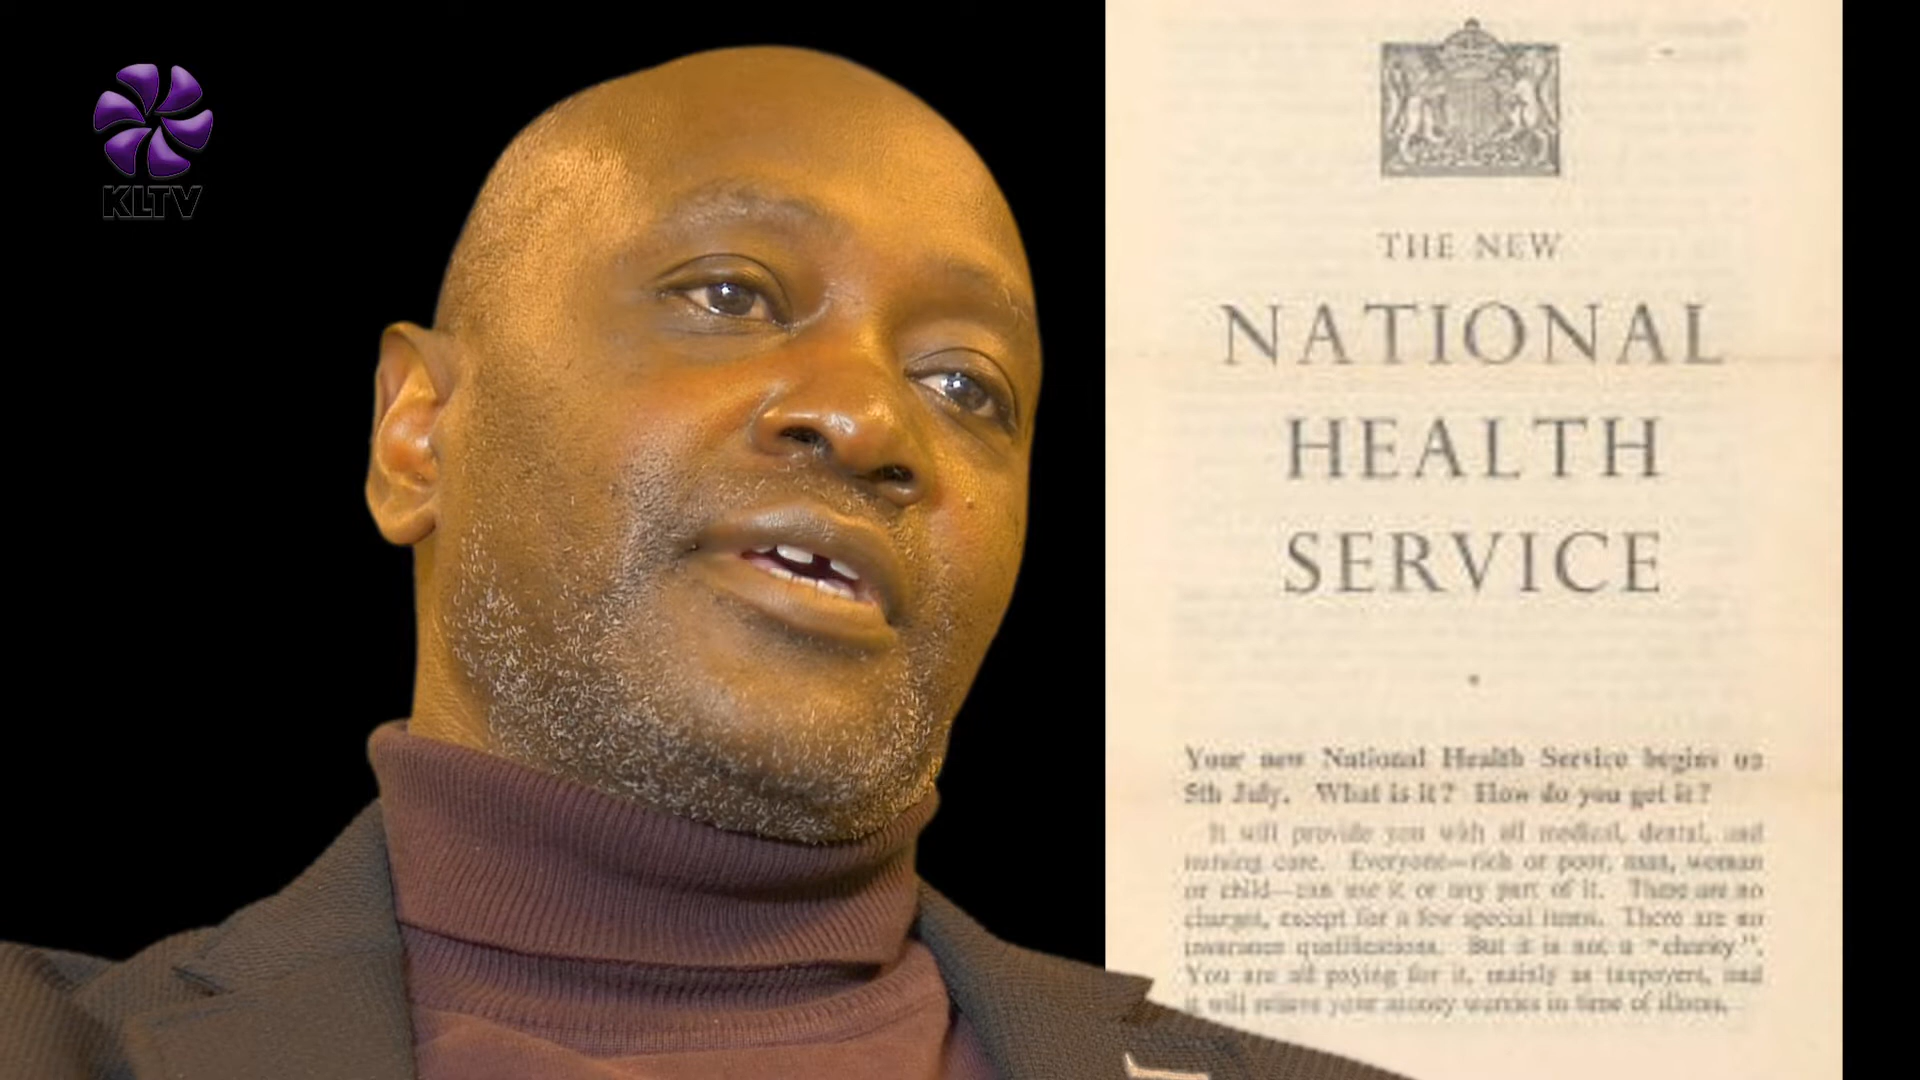 KLTV
THE NEW
NATIONAL
HEALTH
SERVICE
Your new National Health Service begins on
5th July. What is it? How do you get it?
It will provide you with all medical, dental, and
nursing care. Everyone—rich or poor, man, woman
or child—can use it or any part of it. There are no
charges, except for a few special items. There are no
insurance qualifications. But it is not a "charity".
You are all paying for it, mainly as taxpayers, and
it will relieve your money worries in time of illness.